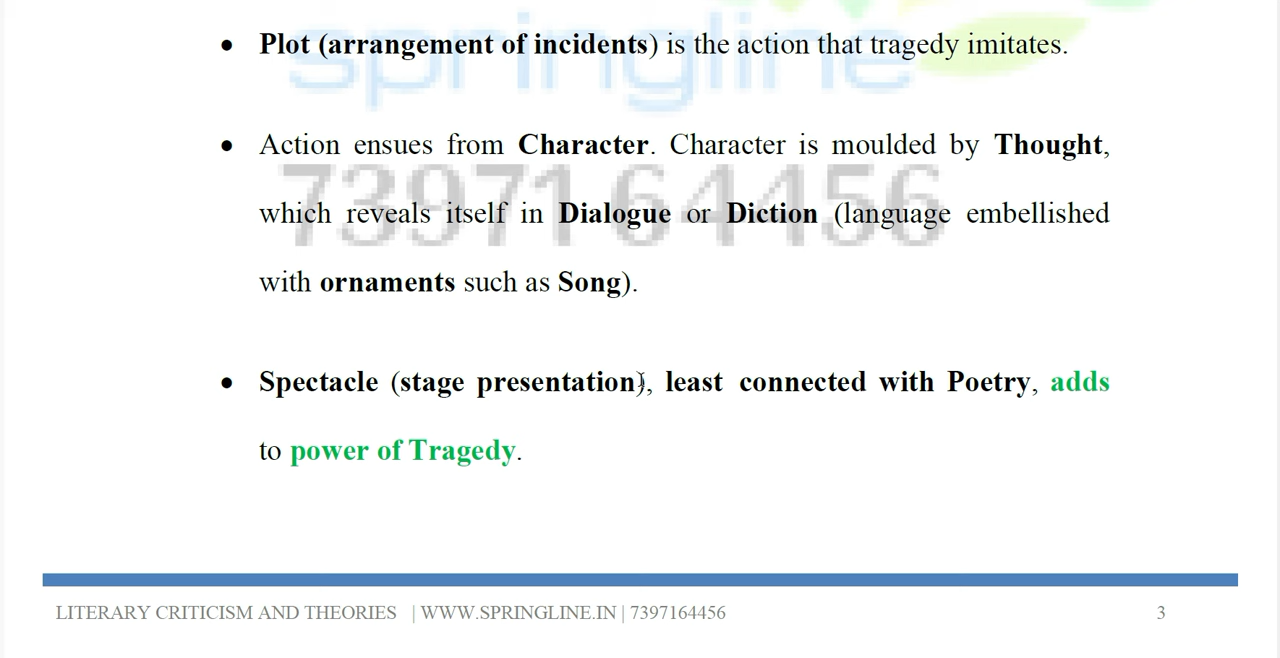 • Plot (arrangement of incidents) is the action that tragedy imitates.
springline
• Action ensues from Character. Character is moulded by Thought,
7397164456
which reveals itself in Dialogue or Diction (language embellished
with ornaments such as Song).
• Spectacle (stage presentation), least connected with Poetry, adds
to power of Tragedy.
LITERARY CRITICISM AND THEORIES | WWW.SPRINGLINE.IN | 7397164456 3